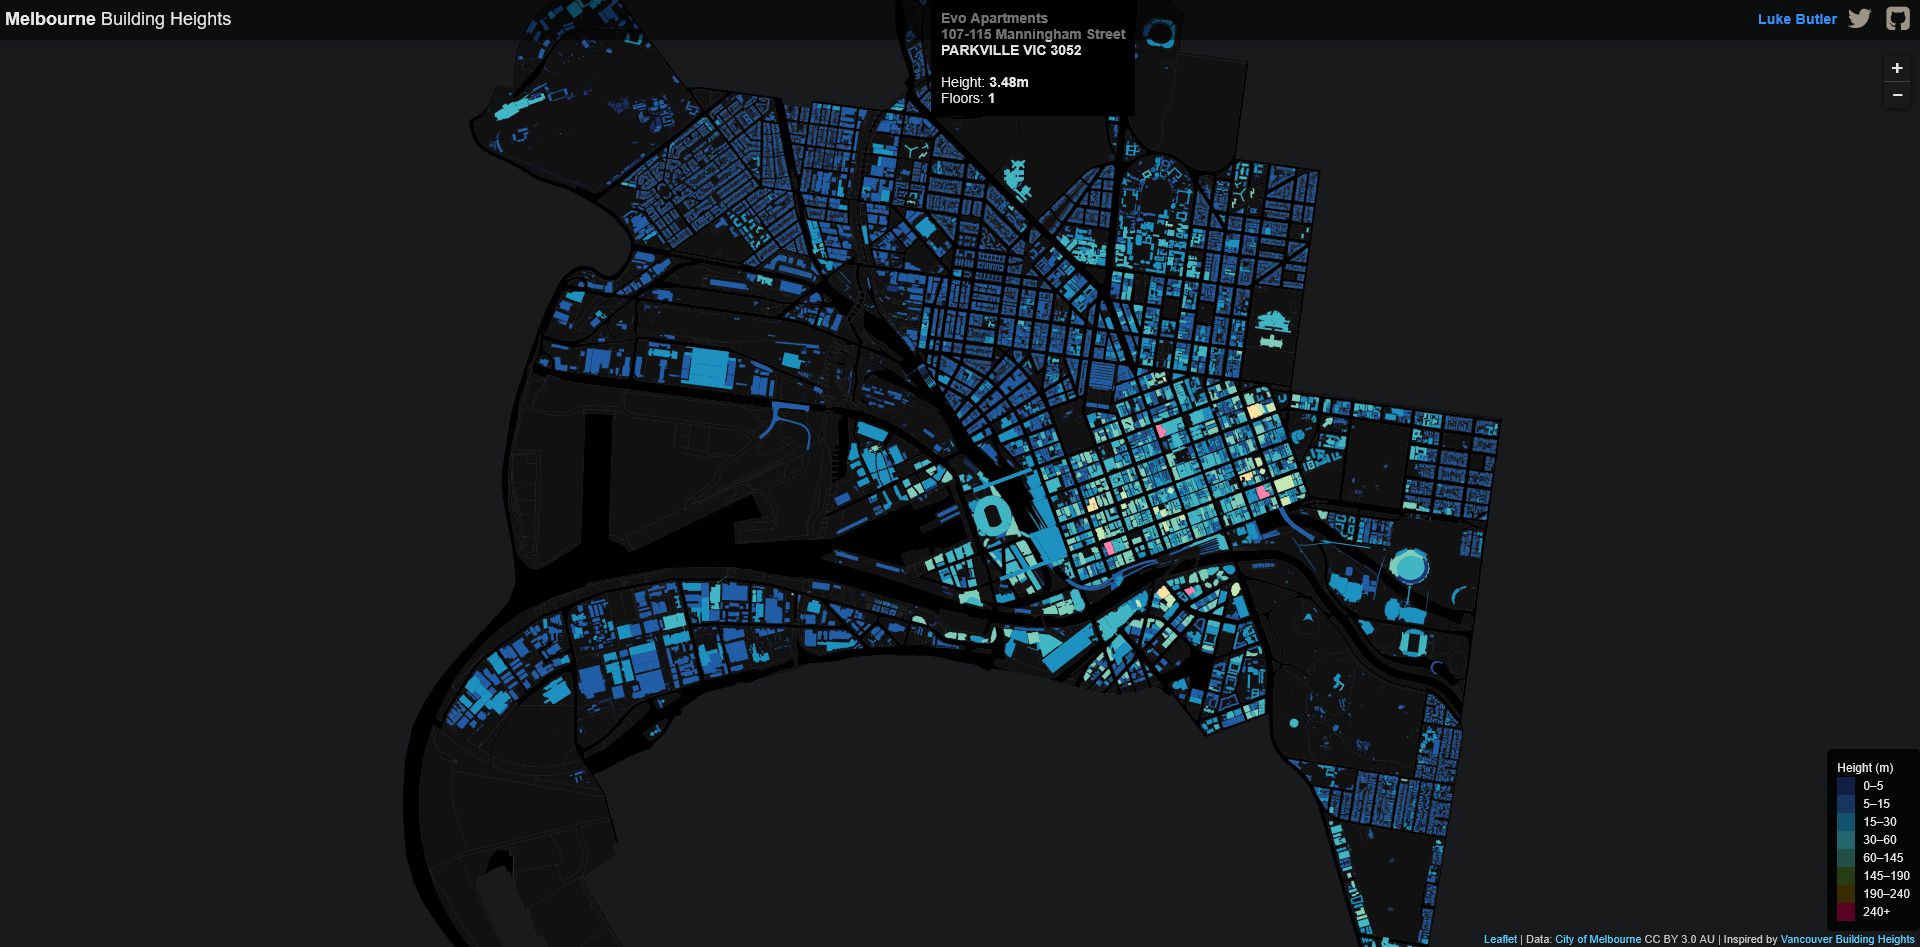 Melbourne Building Heights
Evo Apartments
107-115 Manningham Street
PARKVILLE VIC 3052
Height: 3.48m
Floors: 1
Luke Butler
+
−
Height (m)
0–5
5–15
15–30
30–60
60–145
145–190
190–240
240+
Leaflet | Data: City of Melbourne CC BY 3.0 AU | Inspired by Vancouver Building Heights